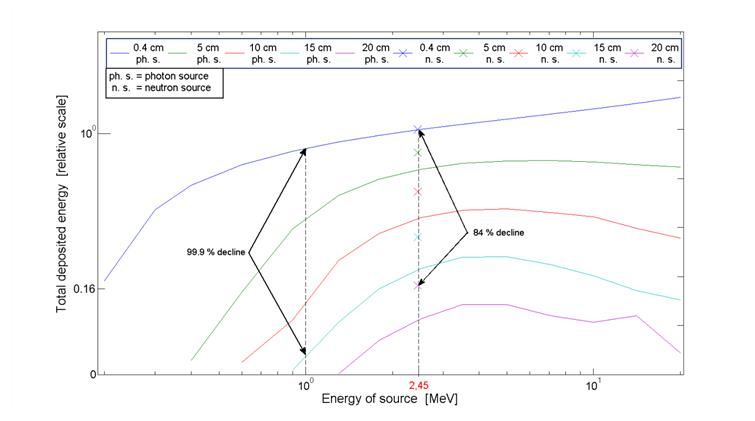 0.4 cm 5 cm 10 cm 15 cm 20 cm 0.4 cm 5 cm 10 cm 15 cm 20 cm
ph. s. ph. s. ph. s. ph. s. ph. s. n. s. n. s. n. s. n. s. n. s.
ph. s. = photon source
n. s. = neutron source
Total deposited energy [relative scale]
10^0
0.16
0
99.9 % decline
84 % decline
10^0
2.45
10^1
Energy of source [MeV]